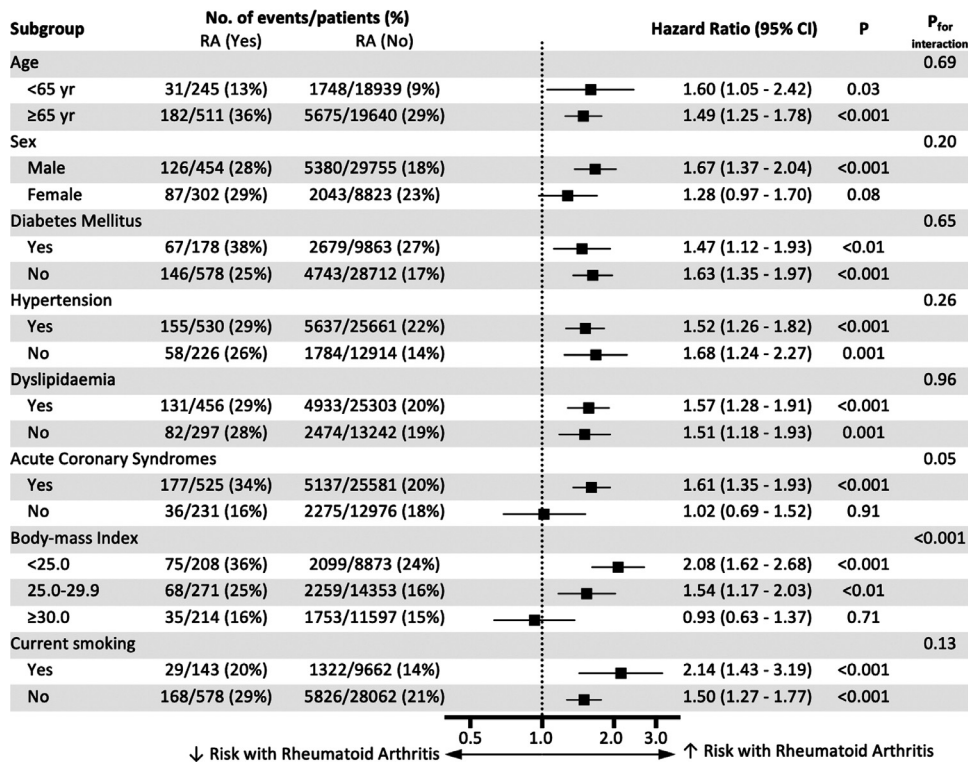 Subgroup No. of events/patients (%) Hazard Ratio (95% CI) P P for interaction
RA (Yes) RA (No)
Age 0.69
<65 yr 31/245 (13%) 1748/18939 (9%) 1.60 (1.05 - 2.42) 0.03
≥65 yr 182/511 (36%) 5675/19640 (29%) 1.49 (1.25 - 1.78) <0.001
Sex 0.20
Male 126/454 (28%) 5380/29755 (18%) 1.67 (1.37 - 2.04) <0.001
Female 87/302 (29%) 2043/8823 (23%) 1.28 (0.97 - 1.70) 0.08
Diabetes Mellitus 0.65
Yes 67/178 (38%) 2679/9863 (27%) 1.47 (1.12 - 1.93) <0.01
No 146/578 (25%) 4743/28712 (17%) 1.63 (1.35 - 1.97) <0.001
Hypertension 0.26
Yes 155/530 (29%) 5637/25661 (22%) 1.52 (1.26 - 1.82) <0.001
No 58/226 (26%) 1784/12914 (14%) 1.68 (1.24 - 2.27) 0.001
Dyslipidaemia 0.96
Yes 131/456 (29%) 4933/25303 (20%) 1.57 (1.28 - 1.91) <0.001
No 82/297 (28%) 2474/13242 (19%) 1.51 (1.18 - 1.93) 0.001
Acute Coronary Syndromes 0.05
Yes 177/525 (34%) 5137/25581 (20%) 1.61 (1.35 - 1.93) <0.001
No 36/231 (16%) 2275/12976 (18%) 1.02 (0.69 - 1.52) 0.91
Body-mass Index <0.001
<25.0 75/208 (36%) 2099/8873 (24%) 2.08 (1.62 - 2.68) <0.001
25.0-29.9 68/271 (25%) 2259/14353 (16%) 1.54 (1.17 - 2.03) <0.01
≥30.0 35/214 (16%) 1753/11597 (15%) 0.93 (0.63 - 1.37) 0.71
Current smoking 0.13
Yes 29/143 (20%) 1322/9662 (14%) 2.14 (1.43 - 3.19) <0.001
No 168/578 (29%) 5826/28062 (21%) 1.50 (1.27 - 1.77) <0.001
0.5 1.0 2.0 3.0
↓ Risk with Rheumatoid Arthritis ↑ Risk with Rheumatoid Arthritis